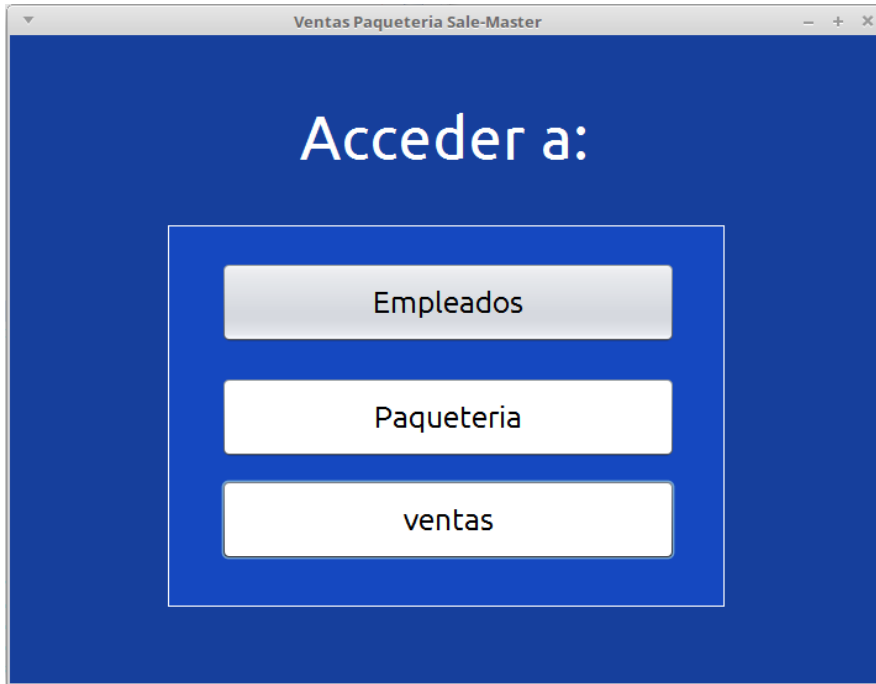 Ventas Paqueteria Sale-Master
Acceder a:
Empleados
Paqueteria
ventas